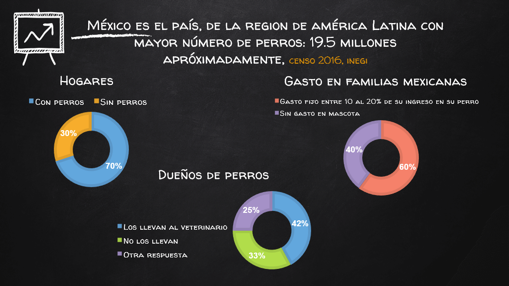 México es el país, de la region de américa Latina con
mayor número de perros: 19.5 millones
apróximadamente, censo 2016, inegi
Hogares
Con perros Sin perros
30%
70%
Gasto en familias mexicanas
Gasto fijo entre 10 al 20% de su ingreso en su perro
Sin gasto en mascota
40%
60%
Dueños de perros
Los llevan al veterinario
No los llevan
Otra respuesta
25%
42%
33%